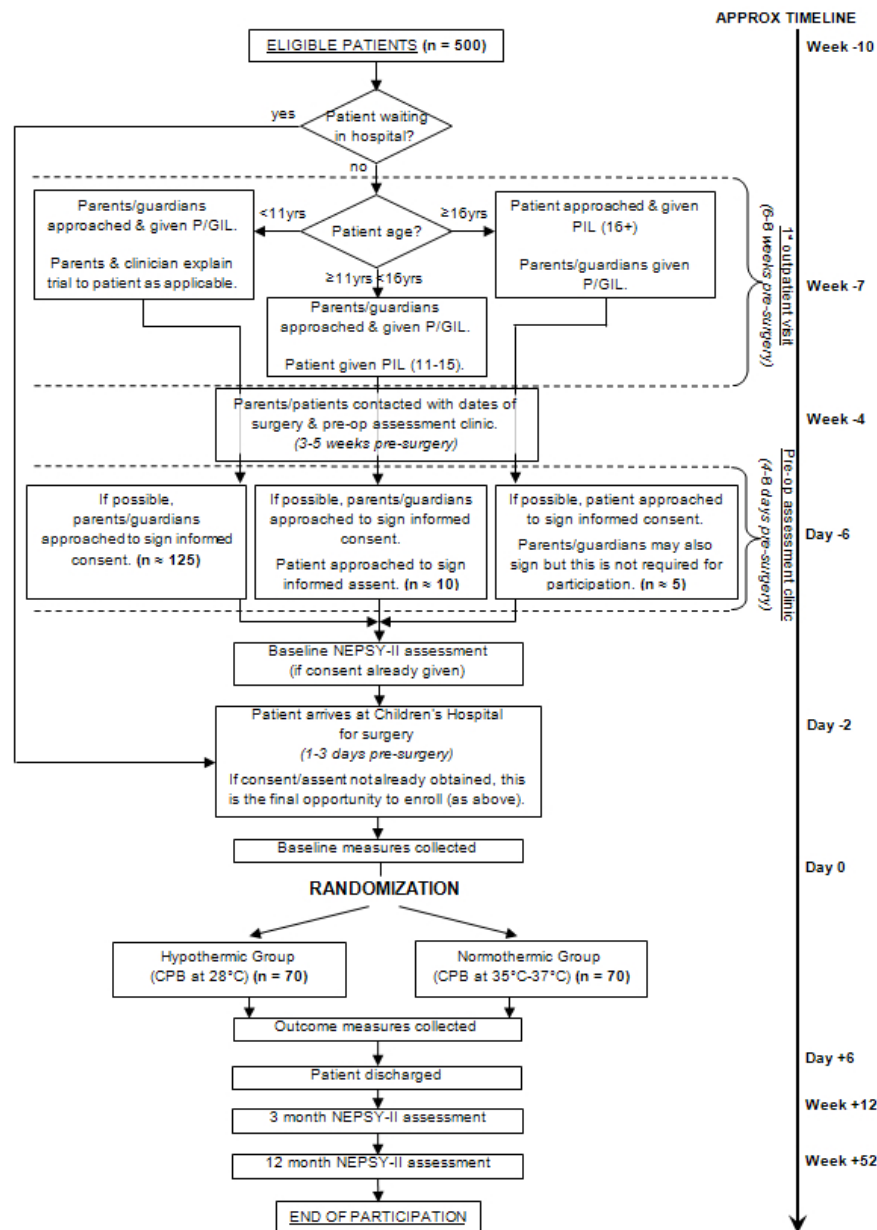 APPROX TIMELINE
ELIGIBLE PATIENTS (n = 500)
Week -10
yes
Patient waiting
in hospital?
no
Parents/guardians
approached & given P/GIL.
Parents & clinician explain
trial to patient as applicable.
<11yrs
Patient age?
≥16yrs
Patient approached & given
PIL (16+)
Parents/guardians given
P/GIL.
≥11yrs <16yrs
Parents/guardians
approached & given P/GIL.
Patient given PIL (11-15).
1st outpatient visit
(6-8 weeks pre-surgery)
Week -7
Parents/patients contacted with dates of
surgery & pre-op assessment clinic.
(3-5 weeks pre-surgery)
Week -4
If possible,
parents/guardians
approached to sign informed
consent. (n ≈ 125)
If possible, parents/guardians
approached to sign informed
consent.
Patient approached to sign
informed assent. (n ≈ 10)
If possible, patient approached
to sign informed consent.
Parents/guardians may also
sign but this is not required for
participation. (n ≈ 5)
Pre-op assessment clinic
(4-8 days pre-surgery)
Day -6
Baseline NEPSY-II assessment
(if consent already given)
Patient arrives at Children's Hospital
for surgery
(1-3 days pre-surgery)
If consent/assent not already obtained, this
is the final opportunity to enroll (as above).
Day -2
Baseline measures collected
Day 0
RANDOMIZATION
Hypothermic Group
(CPB at 28°C) (n = 70)
Normothermic Group
(CPB at 35°C-37°C) (n = 70)
Outcome measures collected
Day +6
Patient discharged
Week +12
3 month NEPSY-II assessment
12 month NEPSY-II assessment
Week +52
END OF PARTICIPATION